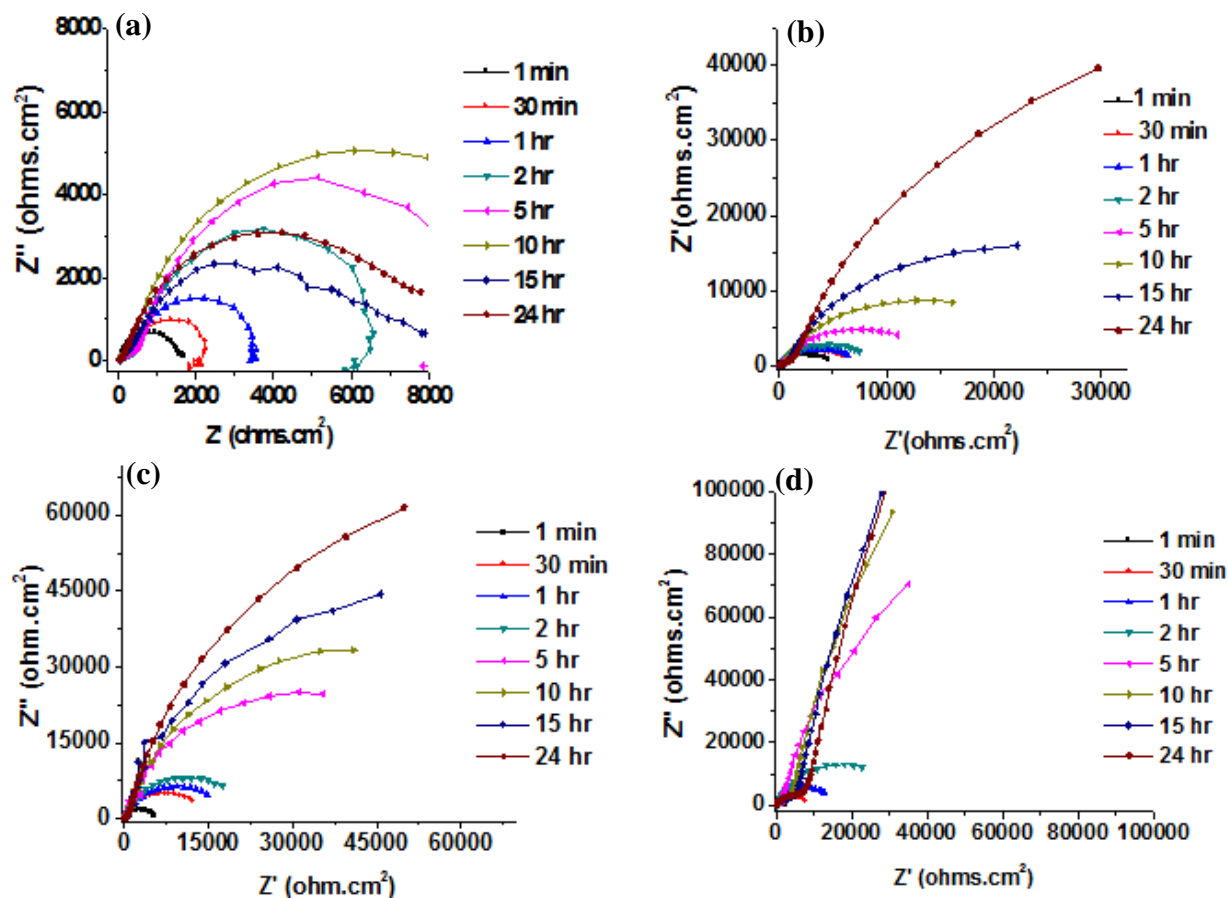 (a)
8000
6000
4000
2000
0
Z'' (ohms.cm²)
0 2000 4000 6000 8000
Z' (ohms.cm²)
1 min
30 min
1 hr
2 hr
5 hr
10 hr
15 hr
24 hr
(b)
40000
30000
20000
10000
0
Z'(ohms.cm²)
0 10000 20000 30000
Z'(ohms.cm²)
1 min
30 min
1 hr
2 hr
5 hr
10 hr
15 hr
24 hr
(c)
60000
45000
30000
15000
0
Z'' (ohm.cm²)
0 15000 30000 45000 60000
Z' (ohm.cm²)
1 min
30 min
1 hr
2 hr
5 hr
10 hr
15 hr
24 hr
(d)
100000
80000
60000
40000
20000
0
Z'' (ohms.cm²)
0 20000 40000 60000 80000 100000
Z' (ohms.cm²)
1 min
30 min
1 hr
2 hr
5 hr
10 hr
15 hr
24 hr